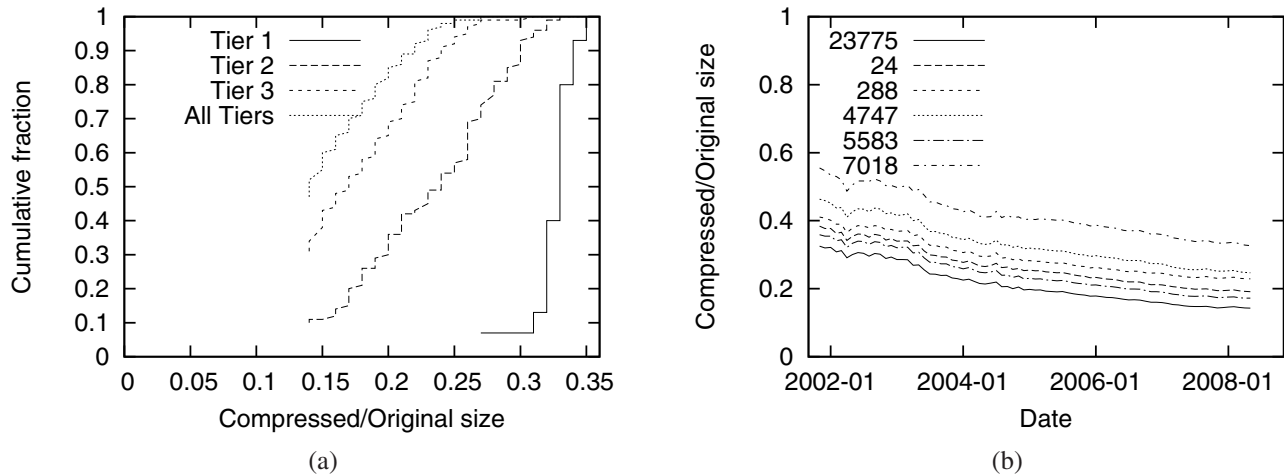 1
0.9
0.8
0.7
0.6
0.5
0.4
0.3
0.2
0.1
0
Cumulative fraction
Tier 1
Tier 2
Tier 3
All Tiers
0 0.05 0.1 0.15 0.2 0.25 0.3 0.35
Compressed/Original size
(a)
1
0.8
0.6
0.4
0.2
0
Compressed/Original size
23775
24
288
4747
5583
7018
2002-01 2004-01 2006-01 2008-01
Date
(b)